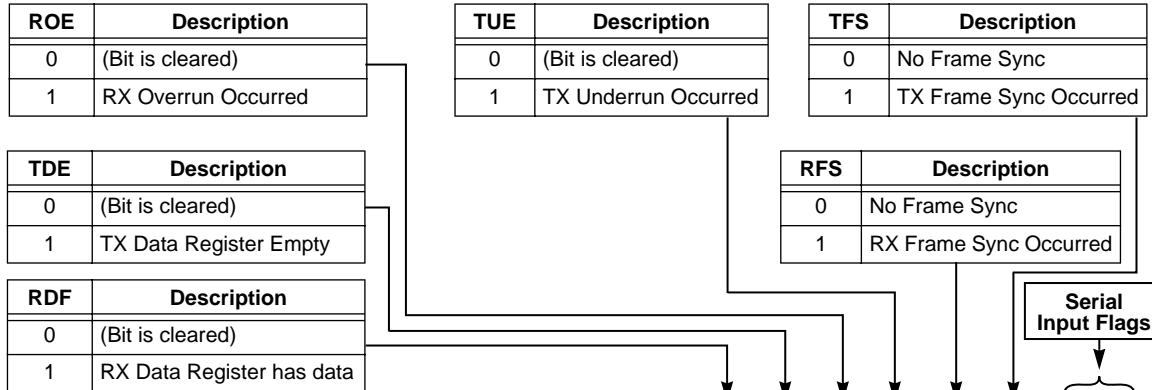 ROE Description
0 (Bit is cleared)
1 RX Overrun Occurred
TUE Description
0 (Bit is cleared)
1 TX Underrun Occurred
TFS Description
0 No Frame Sync
1 TX Frame Sync Occurred
TDE Description
0 (Bit is cleared)
1 TX Data Register Empty
RFS Description
0 No Frame Sync
1 RX Frame Sync Occurred
RDF Description
0 (Bit is cleared)
1 RX Data Register has data
Serial
Input Flags